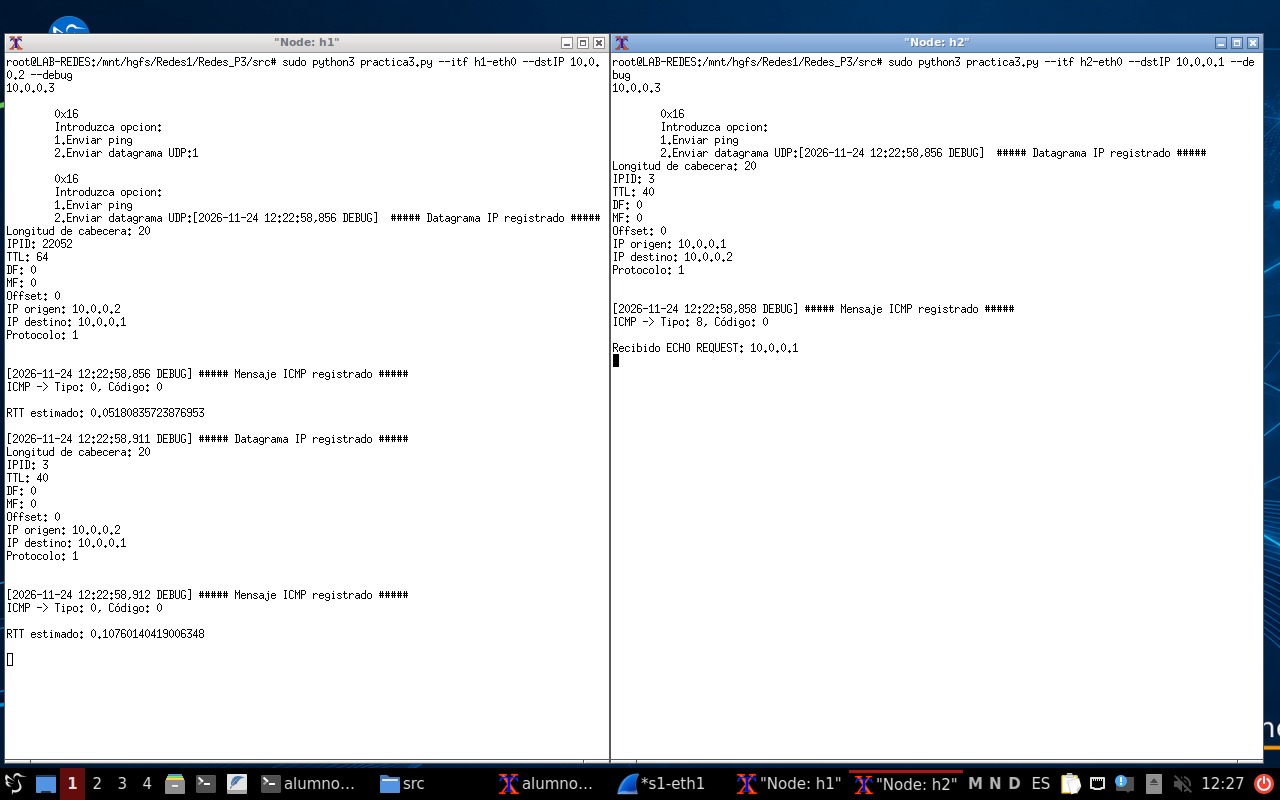 "Node: h1"
root@LAB-REDES:/mnt/hgfs/Redes1/Redes_P3/src# sudo python3 practica3.py --itf h1-eth0 --dstIP 10.0.
0.2 --debug
10.0.0.3
0x16
Introduzca opcion:
1.Enviar ping
2.Enviar datagrama UDP:1
0x16
Introduzca opcion:
1.Enviar ping
2.Enviar datagrama UDP:[2026-11-24 12:22:58,856 DEBUG]  ##### Datagrama IP registrado #####
Longitud de cabecera: 20
IPID: 22052
TTL: 64
DF: 0
MF: 0
Offset: 0
IP origen: 10.0.0.2
IP destino: 10.0.0.1
Protocolo: 1
[2026-11-24 12:22:58,856 DEBUG] ##### Mensaje ICMP registrado #####
ICMP -> Tipo: 0, Código: 0
RTT estimado: 0.05180835723876953
[2026-11-24 12:22:58,911 DEBUG] ##### Datagrama IP registrado #####
Longitud de cabecera: 20
IPID: 3
TTL: 40
DF: 0
MF: 0
Offset: 0
IP origen: 10.0.0.2
IP destino: 10.0.0.1
Protocolo: 1
[2026-11-24 12:22:58,912 DEBUG] ##### Mensaje ICMP registrado #####
ICMP -> Tipo: 0, Código: 0
RTT estimado: 0.10760140419006348
"Node: h2"
root@LAB-REDES:/mnt/hgfs/Redes1/Redes_P3/src# sudo python3 practica3.py --itf h2-eth0 --dstIP 10.0.0.1 --de
bug
10.0.0.3
0x16
Introduzca opcion:
1.Enviar ping
2.Enviar datagrama UDP:[2026-11-24 12:22:58,856 DEBUG]  ##### Datagrama IP registrado #####
Longitud de cabecera: 20
IPID: 3
TTL: 40
DF: 0
MF: 0
Offset: 0
IP origen: 10.0.0.1
IP destino: 10.0.0.2
Protocolo: 1
[2026-11-24 12:22:58,858 DEBUG] ##### Mensaje ICMP registrado #####
ICMP -> Tipo: 8, Código: 0
Recibido ECHO REQUEST: 10.0.0.1
1 2 3 4 alumno... src alumno... *s1-eth1 "Node: h1" "Node: h2" M N D ES 12:27